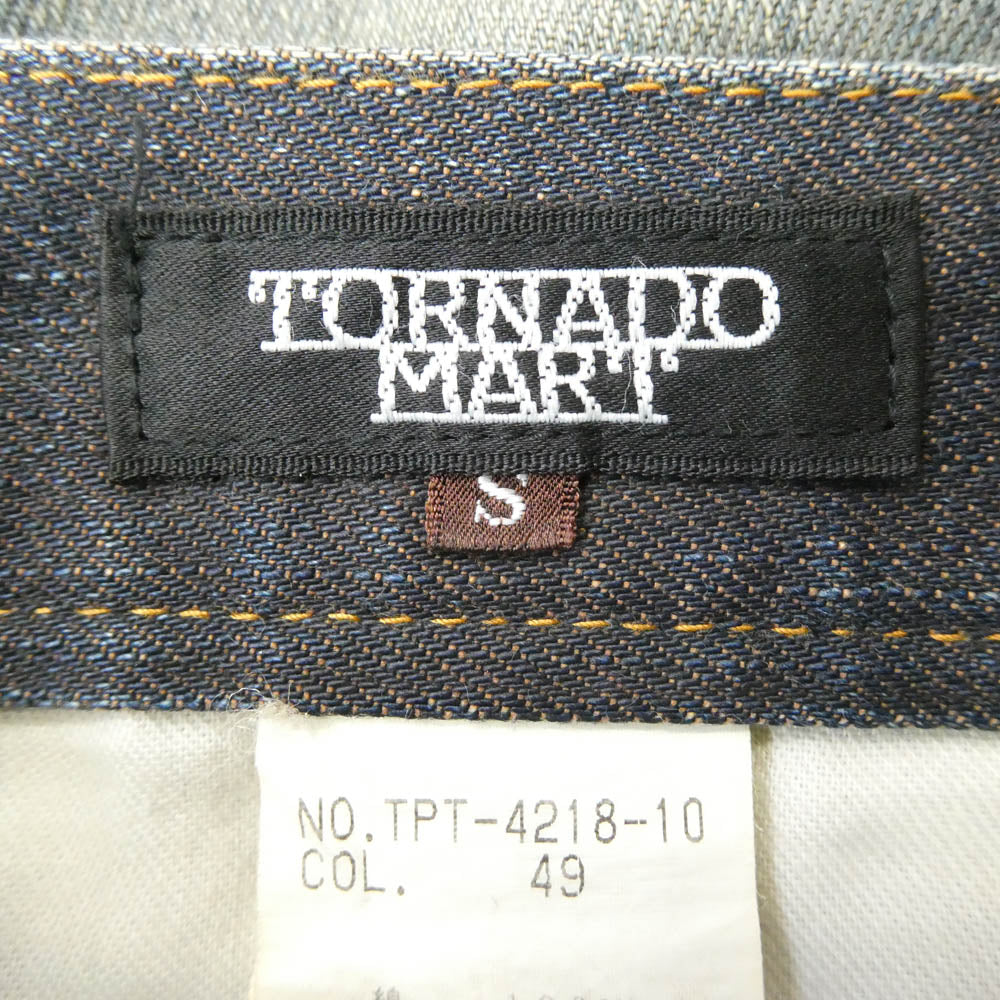 TORNADO
MART
S
NO.TPT-4218-10
COL. 49